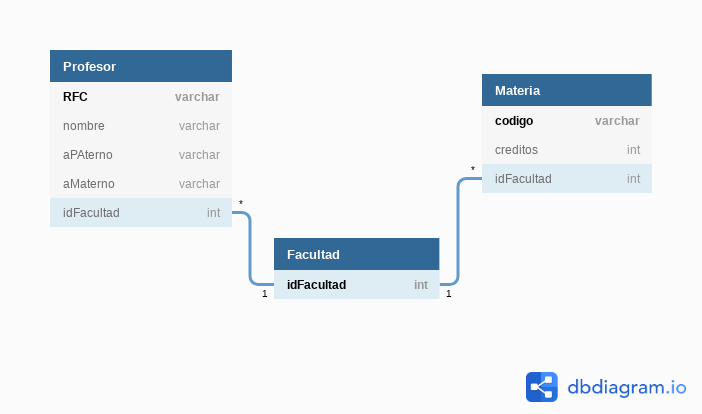 Profesor
RFC varchar
nombre varchar
aPAterno varchar
aMaterno varchar
idFacultad int
*
Materia
codigo varchar
creditos int
idFacultad int
*
Facultad
idFacultad int
1
1
dbdiagram.io